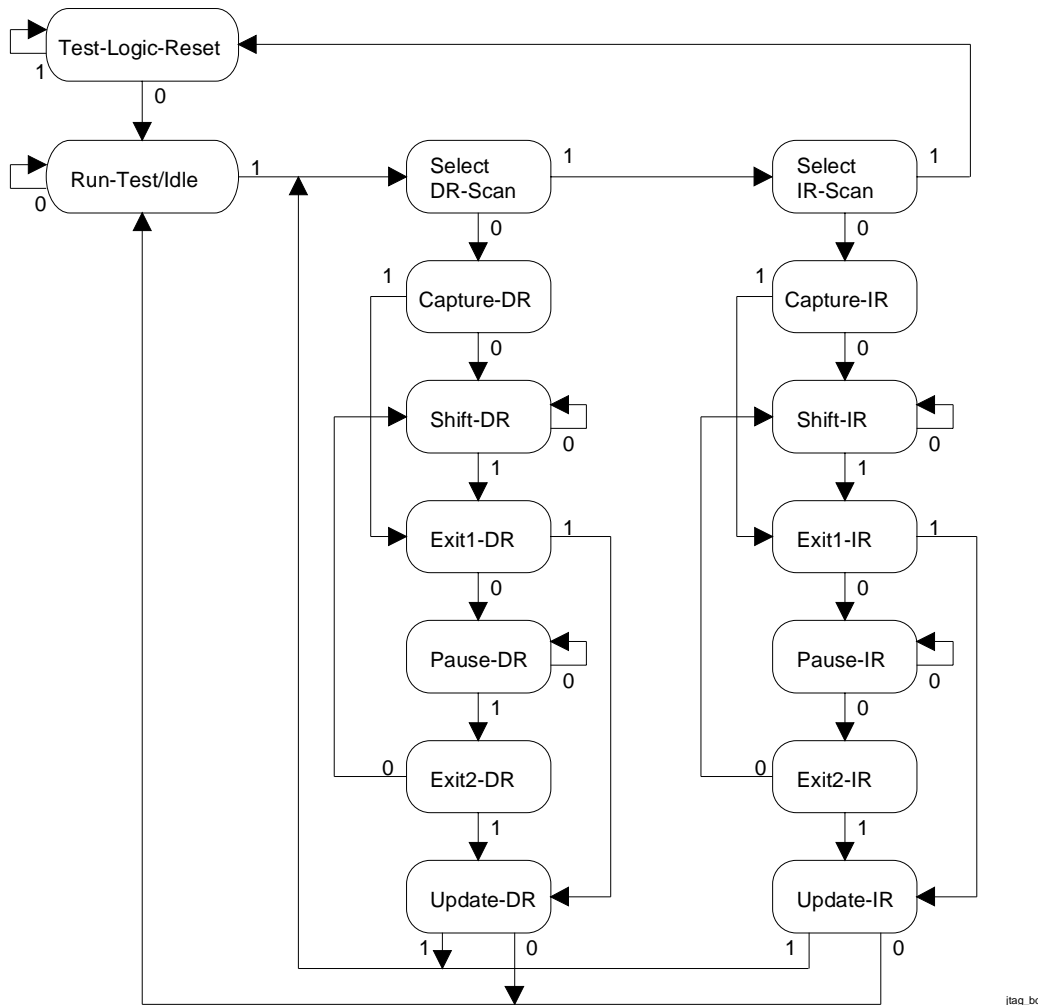 Test-Logic-Reset
1
0
Run-Test/Idle
0
1
Select
DR-Scan
1
0
Select
IR-Scan
1
0
1
Capture-DR
0
1
Capture-IR
0
Shift-DR
0
1
Shift-IR
0
1
Exit1-DR
1
0
Exit1-IR
1
0
Pause-DR
0
1
Pause-IR
0
0
0
Exit2-DR
1
0
Exit2-IR
1
Update-DR
1
0
Update-IR
1
0